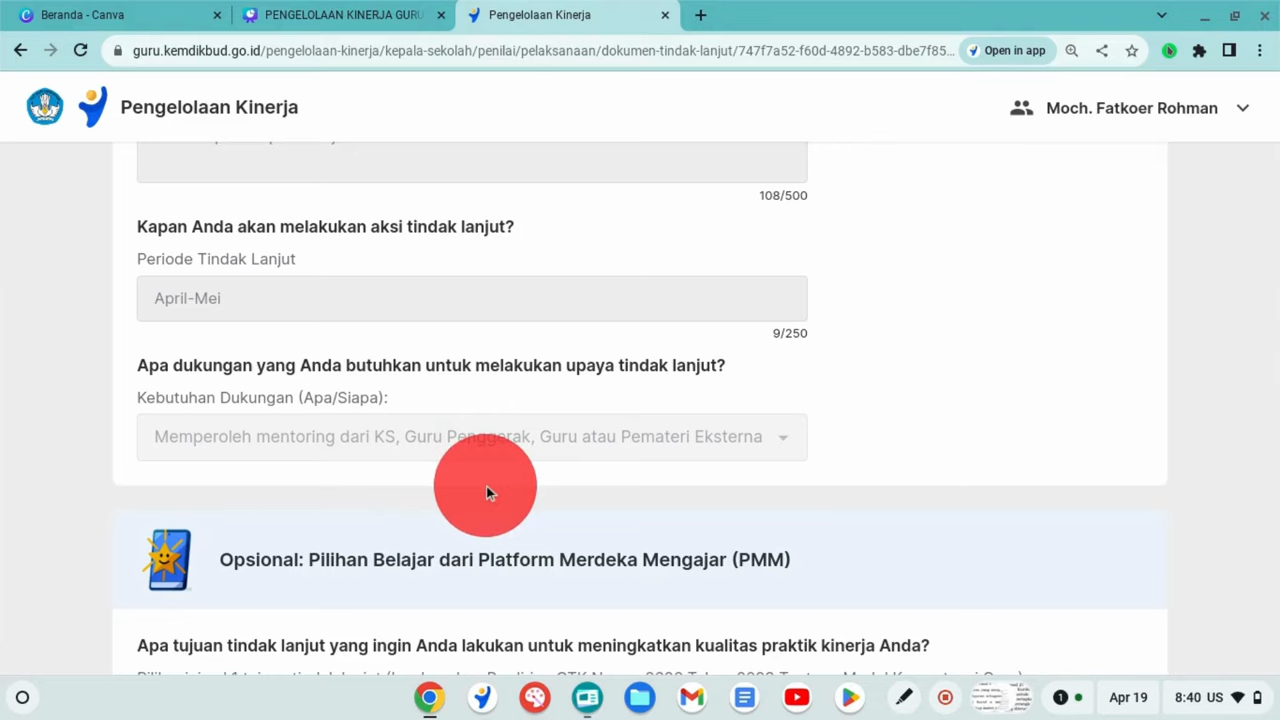 Beranda - Canva
PENGELOLAAN KINERJA GURU
Pengelolaan Kinerja
guru.kemdikbud.go.id/pengelolaan-kinerja/kepala-sekolah/penilai/pelaksanaan/dokumen-tindak-lanjut/747f7a52-f60d-4892-b583-dbe7f85...
Open in app
Pengelolaan Kinerja
Moch. Fatkoer Rohman
108/500
Kapan Anda akan melakukan aksi tindak lanjut?
Periode Tindak Lanjut
April-Mei
9/250
Apa dukungan yang Anda butuhkan untuk melakukan upaya tindak lanjut?
Kebutuhan Dukungan (Apa/Siapa):
Memperoleh mentoring dari KS, Guru Penggerak, Guru atau Pemateri Eksterna
Opsional: Pilihan Belajar dari Platform Merdeka Mengajar (PMM)
Apa tujuan tindak lanjut yang ingin Anda lakukan untuk meningkatkan kualitas praktik kinerja Anda?
1
Apr 19
8:40 US